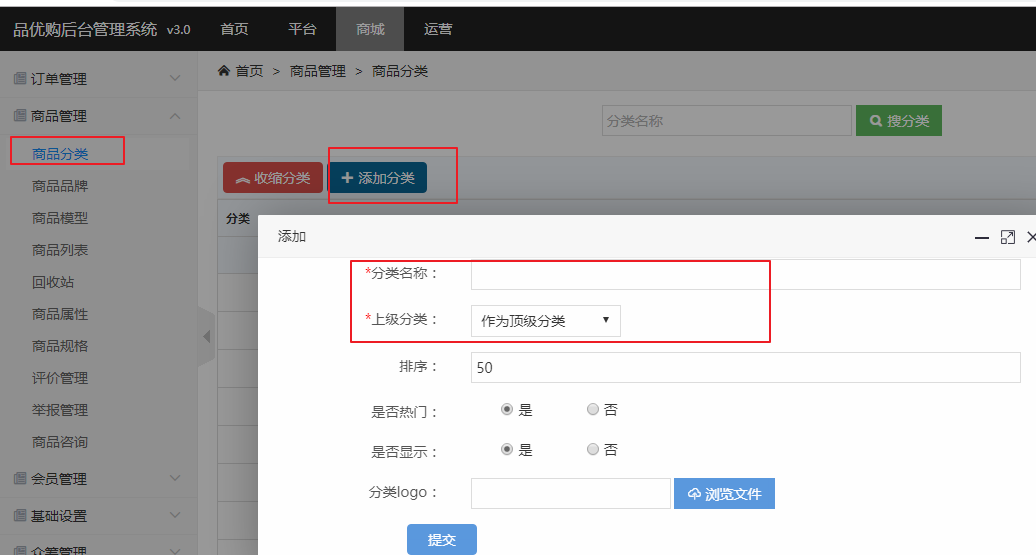 品优购后台管理系统 v3.0 首页 平台 商城 运营
订单管理
首页 > 商品管理 > 商品分类
商品管理
分类名称 搜分类
商品分类
收缩分类 添加分类
商品品牌
商品模型
分类
添加
商品列表
*分类名称：
回收站
商品属性
*上级分类： 作为顶级分类
商品规格
排序： 50
评价管理
举报管理
是否热门： 是 否
商品咨询
是否显示： 是 否
会员管理
分类logo： 浏览文件
基础设置
提交
众筹管理